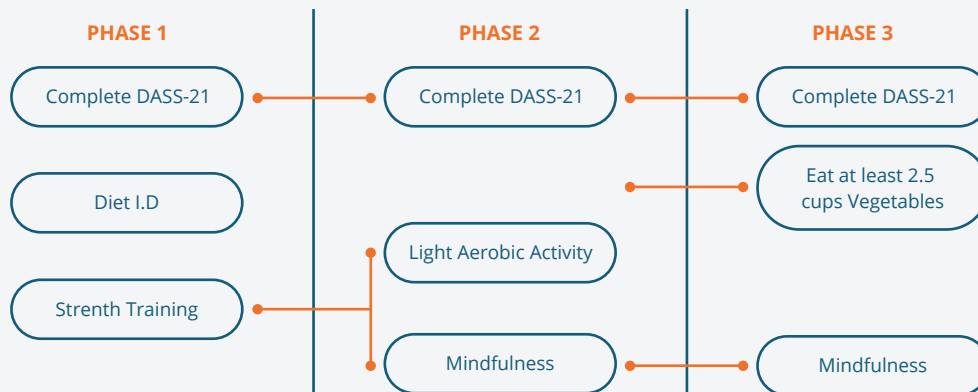 PHASE 1
Complete DASS-21
Diet I.D
Strenth Training
PHASE 2
Complete DASS-21
Light Aerobic Activity
Mindfulness
PHASE 3
Complete DASS-21
Eat at least 2.5
cups Vegetables
Mindfulness